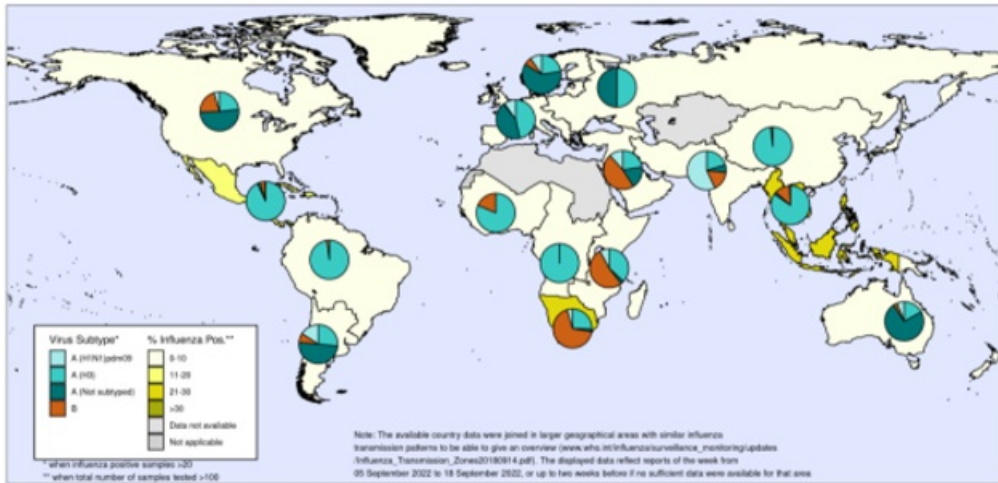 Virus Subtype*
A (H1N1)pdm09
A (H3)
A (Not subtyped)
B
% Influenza Pos.**
0-10
11-20
21-30
>30
Data not available
Not applicable
* when influenza positive samples >20
** when total number of samples tested >100
Note: The available country data were joined in larger geographical areas with similar influenza
transmission patterns to be able to give an overview (www.who.int/influenza/surveillance_monitoring/updates
/Influenza_Transmission_Zones20180914.pdf). The displayed data reflect reports of the week from
05 September 2022 to 18 September 2022, or up to two weeks before if no sufficient data were available for that area